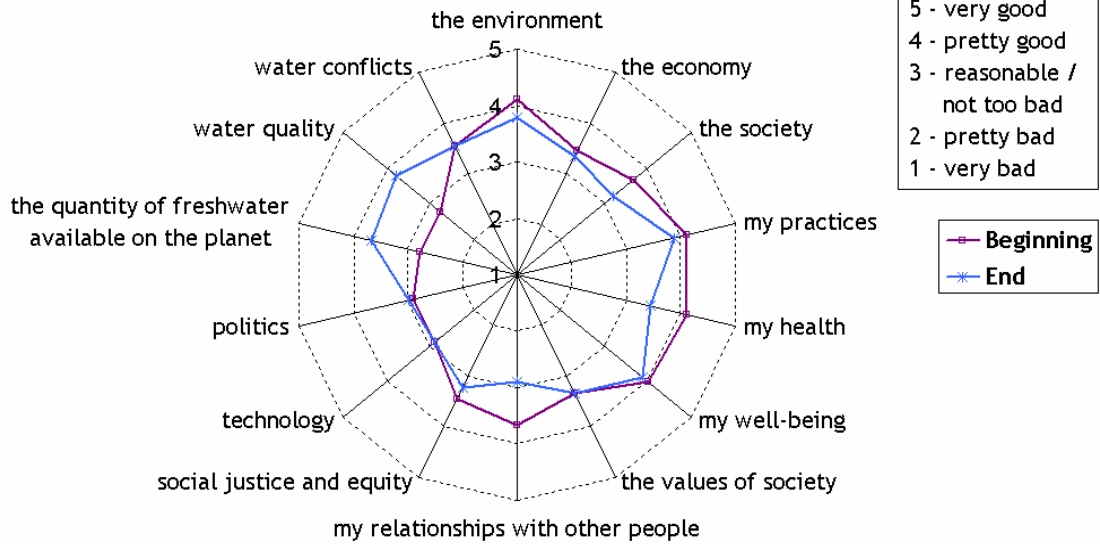 the environment
the economy
the society
my practices
my health
my well-being
the values of society
my relationships with other people
social justice and equity
technology
politics
the quantity of freshwater
available on the planet
water quality
water conflicts
5
4
3
2
1
5 - very good
4 - pretty good
3 - reasonable /
not too bad
2 - pretty bad
1 - very bad
Beginning
End